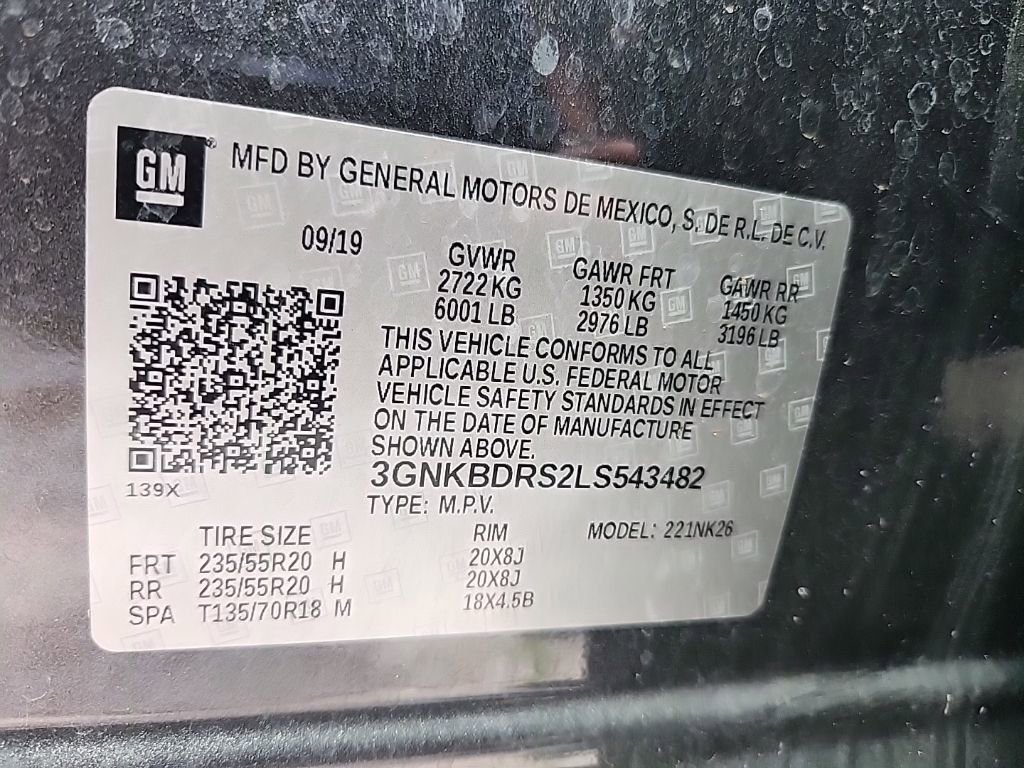 GM® MFD BY GENERAL MOTORS DE MEXICO, S. DE R.L. DE C.V.
09/19
GVWR GAWR FRT GAWR RR
2722 KG 1350 KG 1450 KG
6001 LB 2976 LB 3196 LB
THIS VEHICLE CONFORMS TO ALL
APPLICABLE U.S. FEDERAL MOTOR
VEHICLE SAFETY STANDARDS IN EFFECT
ON THE DATE OF MANUFACTURE
SHOWN ABOVE.
3GNKBDRS2LS543482
139X
TYPE: M.P.V.
TIRE SIZE RIM MODEL: 221NK26
FRT 235/55R20 H 20X8J
RR 235/55R20 H 20X8J
SPA T135/70R18 M 18X4.5B